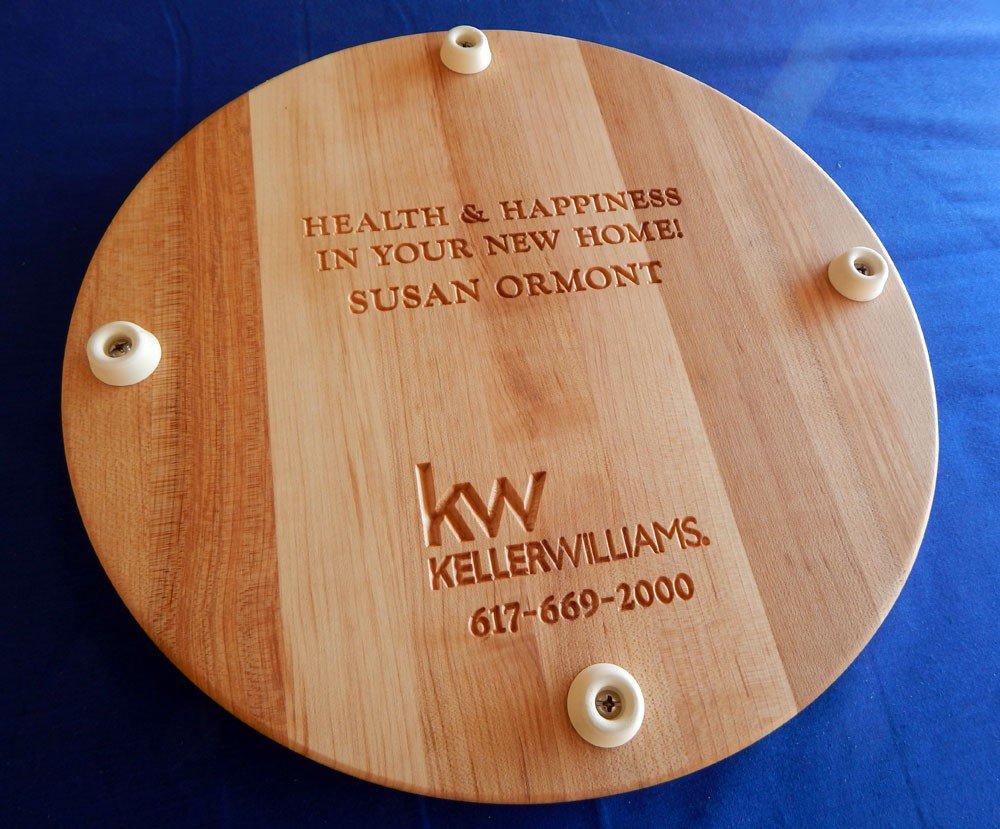 HEALTH & HAPPINESS
IN YOUR NEW HOME!
SUSAN ORMONT
kw
KELLERWILLIAMS.
617-669-2000